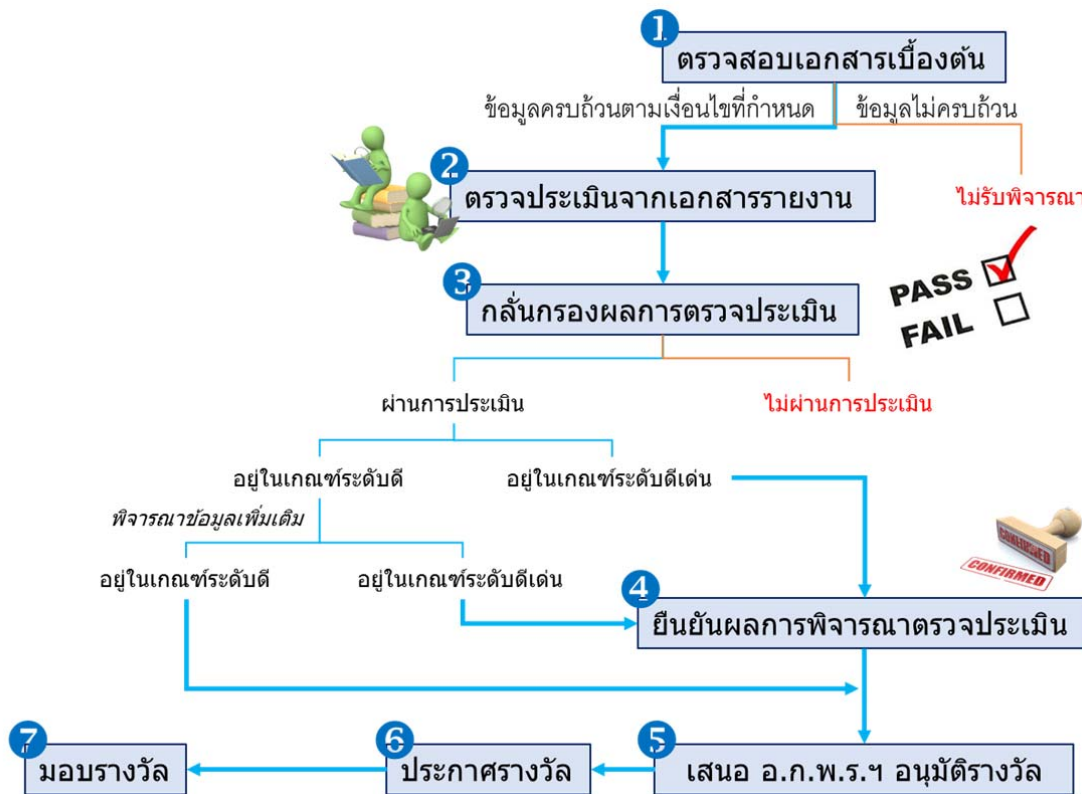 1
ตรวจสอบเอกสารเบื้องต้น
ข้อมูลครบถ้วนตามเงื่อนไขที่กำหนด
ข้อมูลไม่ครบถ้วน
2
ตรวจประเมินจากเอกสารรายงาน
ไม่รับพิจารณา
3
กลั่นกรองผลการตรวจประเมิน
PASS
FAIL
ผ่านการประเมิน
ไม่ผ่านการประเมิน
อยู่ในเกณฑ์ระดับดี
อยู่ในเกณฑ์ระดับดีเด่น
พิจารณาข้อมูลเพิ่มเติม
อยู่ในเกณฑ์ระดับดี
อยู่ในเกณฑ์ระดับดีเด่น
CONFIRMED
CONFIRMED
4
ยืนยันผลการพิจารณาตรวจประเมิน
7
มอบรางวัล
6
ประกาศรางวัล
5
เสนอ อ.ก.พ.ร.ฯ อนุมัติรางวัล